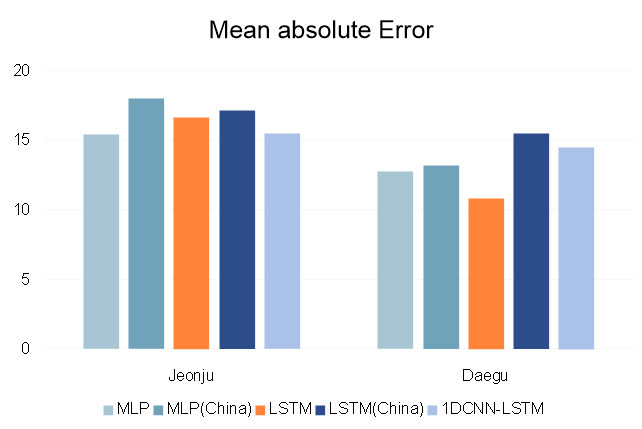 Mean absolute Error
20
15
10
5
0
Jeonju Daegu
MLP MLP(China) LSTM LSTM(China) 1DCNN-LSTM